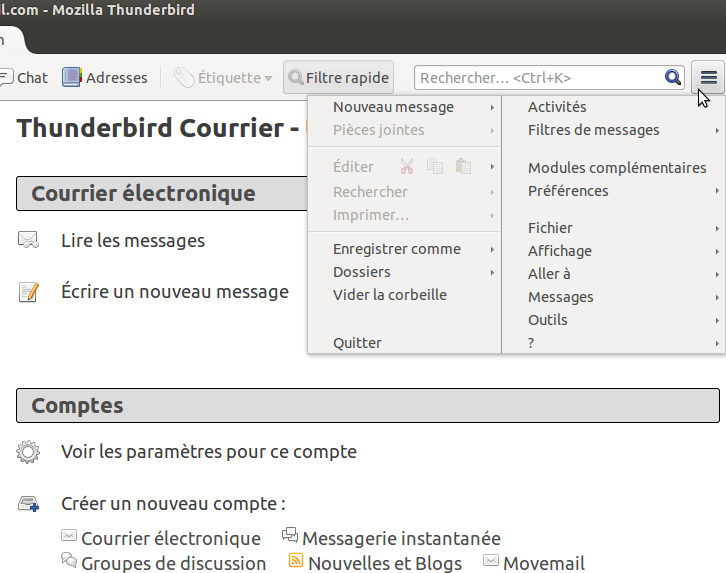 l.com - Mozilla Thunderbird
Chat Adresses Étiquette Filtre rapide Rechercher... <Ctrl+K>
Thunderbird Courrier -
Nouveau message
Pièces jointes
Éditer
Rechercher
Imprimer...
Enregistrer comme
Dossiers
Vider la corbeille
Quitter
Activités
Filtres de messages
Modules complémentaires
Préférences
Fichier
Affichage
Aller à
Messages
Outils
?
Courrier électronique
Lire les messages
Écrire un nouveau message
Comptes
Voir les paramètres pour ce compte
Créer un nouveau compte :
Courrier électronique Messagerie instantanée
Groupes de discussion Nouvelles et Blogs Movemail